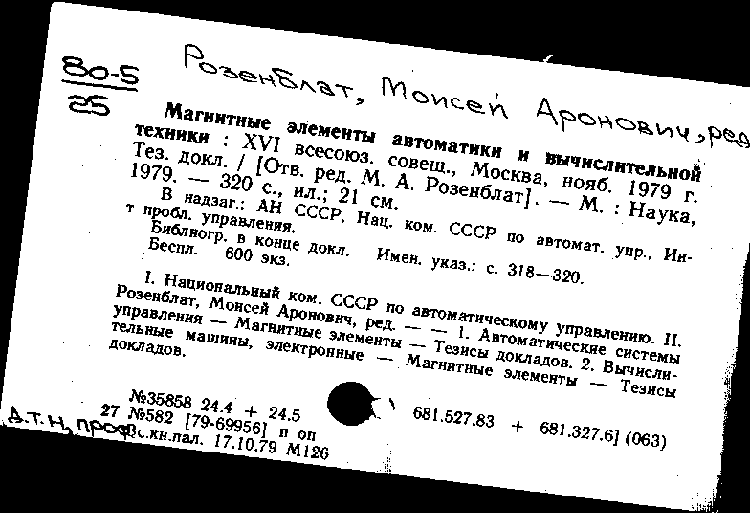 80-5
25
Розенблат, Моисей Аронович, ред
Магнитные элементы автоматики и вычислительной
техники : XVI всесоюз. совещ., Москва, нояб. 1979 г.
Тез. докл. / [Отв. ред. М. А. Розенблат]. — М. : Наука,
1979. — 320 с., ил.; 21 см.
В надзаг.: АН СССР, Нац. ком. СССР по автомат. упр., Ин-
т пробл. управления.
Библиогр. в конце докл. Имен. указ.: с. 318—320.
Беспл. 600 экз.
I. Национальный ком. СССР по автоматическому управлению. II.
Розенблат, Моисей Аронович, ред. — — 1. Автоматические системы
управления — Магнитные элементы — Тезисы докладов. 2. Вычисли-
тельные машины, электронные — Магнитные элементы — Тезисы
докладов.
№35858 24.4 + 24.5
681.527.83 + 681.327.6] (063)
27 №582 [79-69956] п оп
Вс.кн.пал. 17.10.79 М120
д.т.н, проф